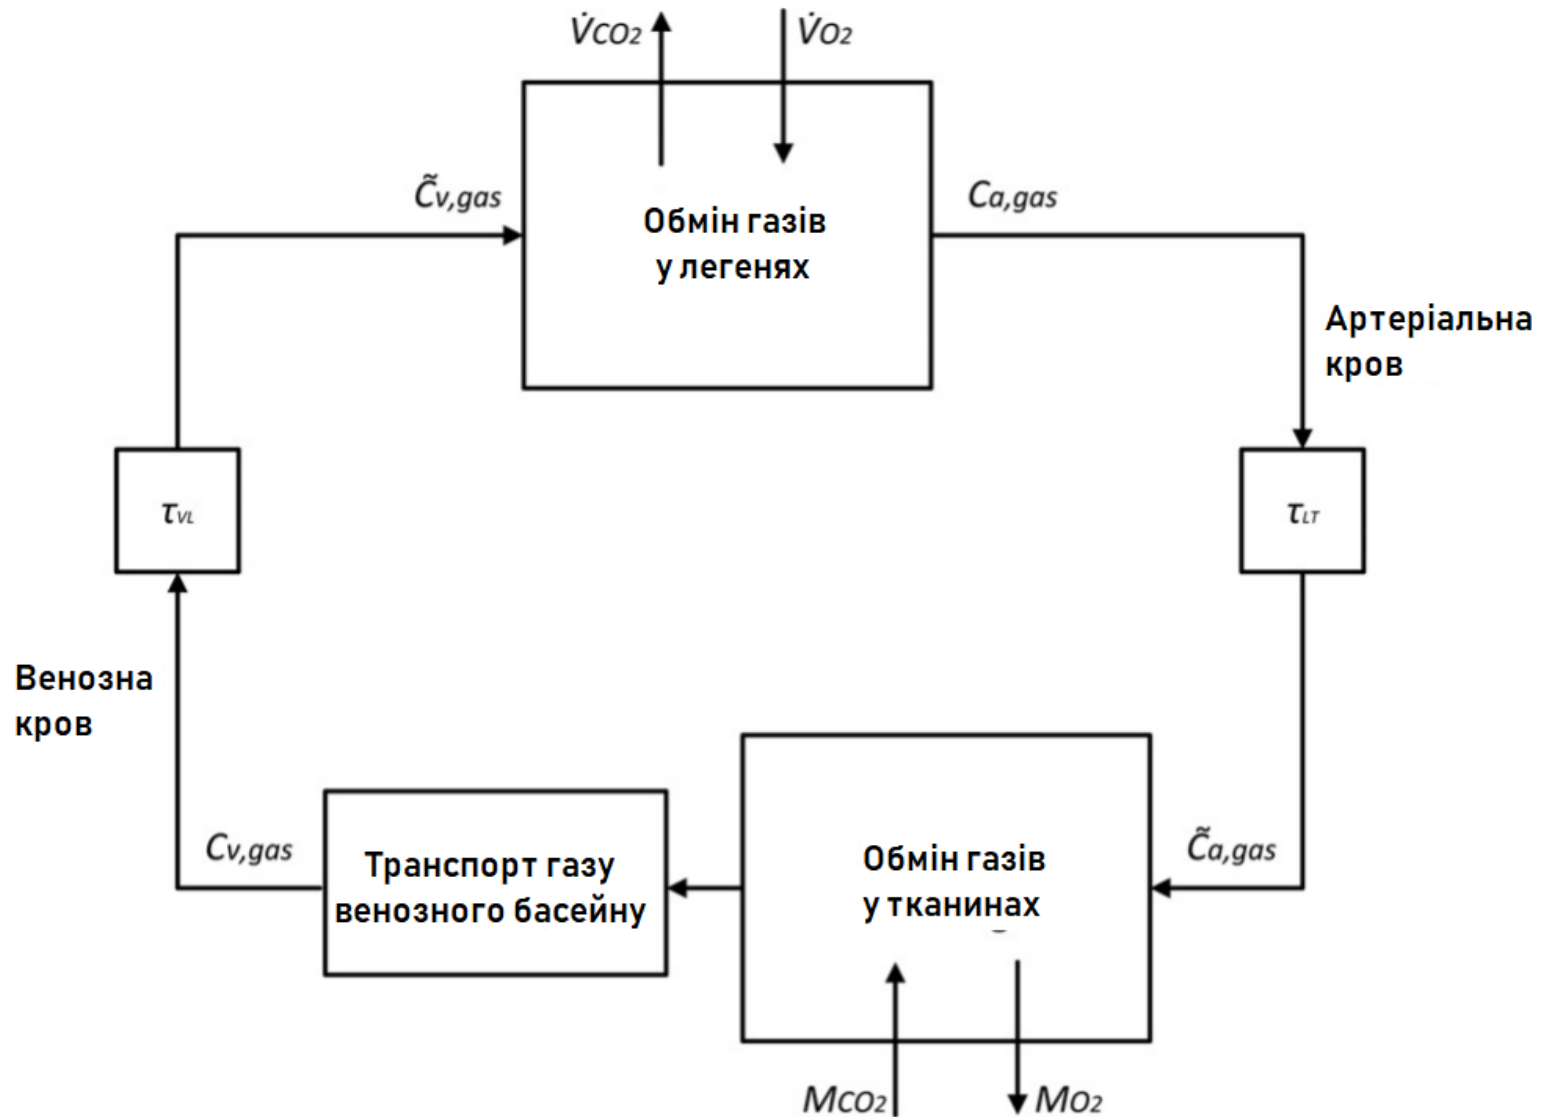 V̇CO₂
V̇O₂
C̃v,gas
Ca,gas
Обмін газів
у легенях
Артеріальна
кров
τVL
τLT
Венозна
кров
Cv,gas
Транспорт газу
венозного басейну
Обмін газів
у тканинах
C̃a,gas
MCO₂
MO₂